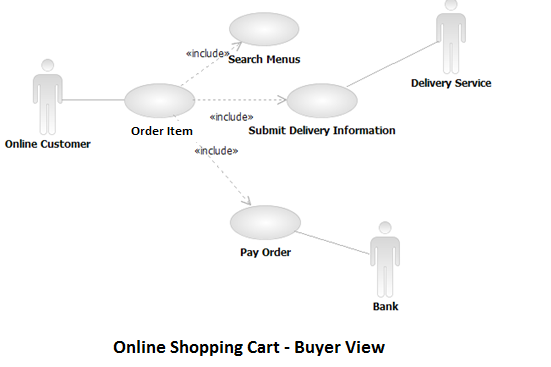 «include»
Search Menus
Delivery Service
Online Customer
Order Item
«include»
Submit Delivery Information
«include»
Pay Order
Bank
Online Shopping Cart - Buyer View